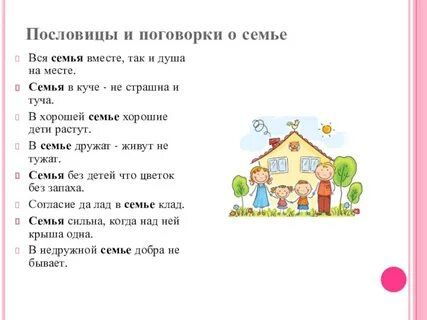 Пословицы и поговорки о семье
Вся семья вместе, так и душа
на месте.
Семья в куче - не страшна и
туча.
В хорошей семье хорошие
дети растут.
В семье дружат - живут не
тужат.
Семья без детей что цветок
без запаха.
Согласие да лад в семье клад.
Семья сильна, когда над ней
крыша одна.
В недружной семье добра не
бывает.